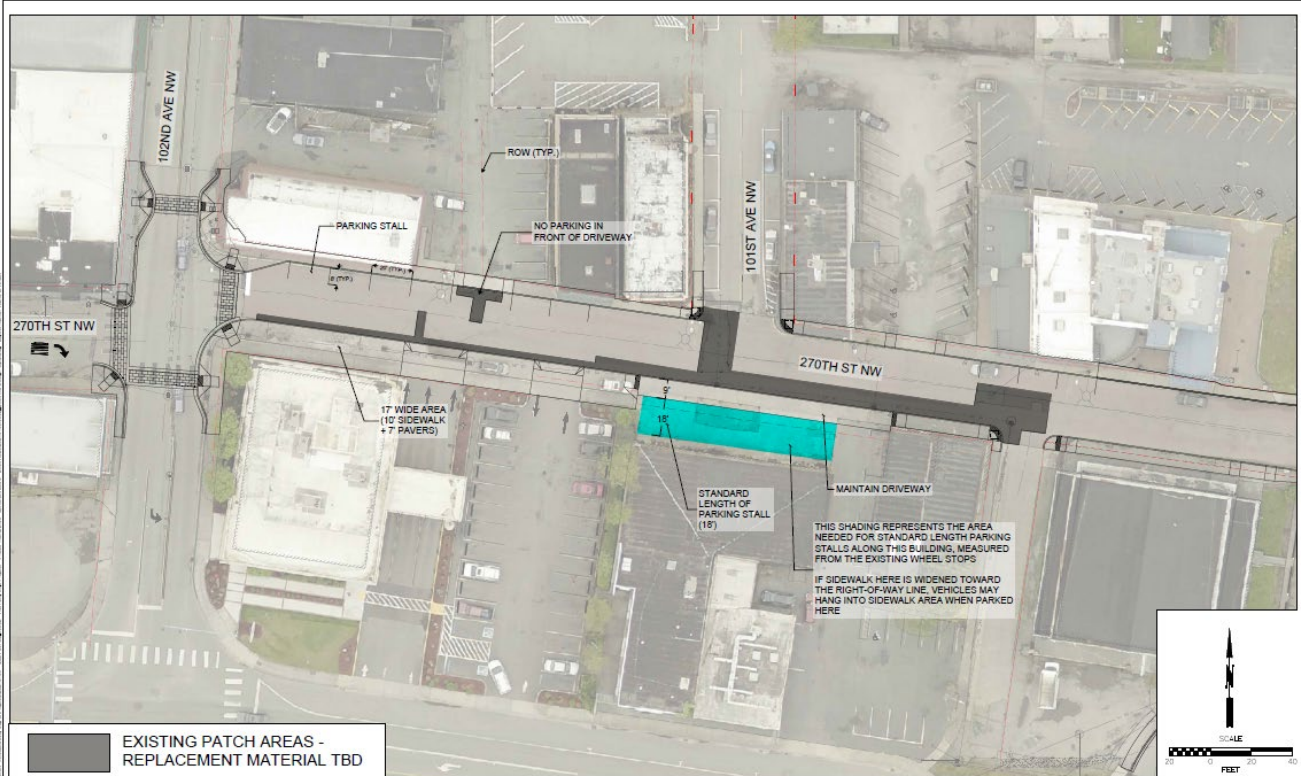 102ND AVE NW
ROW (TYP.)
PARKING STALL
NO PARKING IN
FRONT OF DRIVEWAY
101ST AVE NW
8' (TYP.)
20' (TYP.)
270TH ST NW
270TH ST NW
9'
18'
17' WIDE AREA
(10' SIDEWALK
+ 7' PAVERS)
STANDARD
LENGTH OF
PARKING STALL
(18')
MAINTAIN DRIVEWAY
THIS SHADING REPRESENTS THE AREA
NEEDED FOR STANDARD LENGTH PARKING
STALLS ALONG THIS BUILDING, MEASURED
FROM THE EXISTING WHEEL STOPS
IF SIDEWALK HERE IS WIDENED TOWARD
THE RIGHT-OF-WAY LINE, VEHICLES MAY
HANG INTO SIDEWALK AREA WHEN PARKED
HERE
EXISTING PATCH AREAS -
REPLACEMENT MATERIAL TBD
N
SCALE
20 0 20 40
FEET